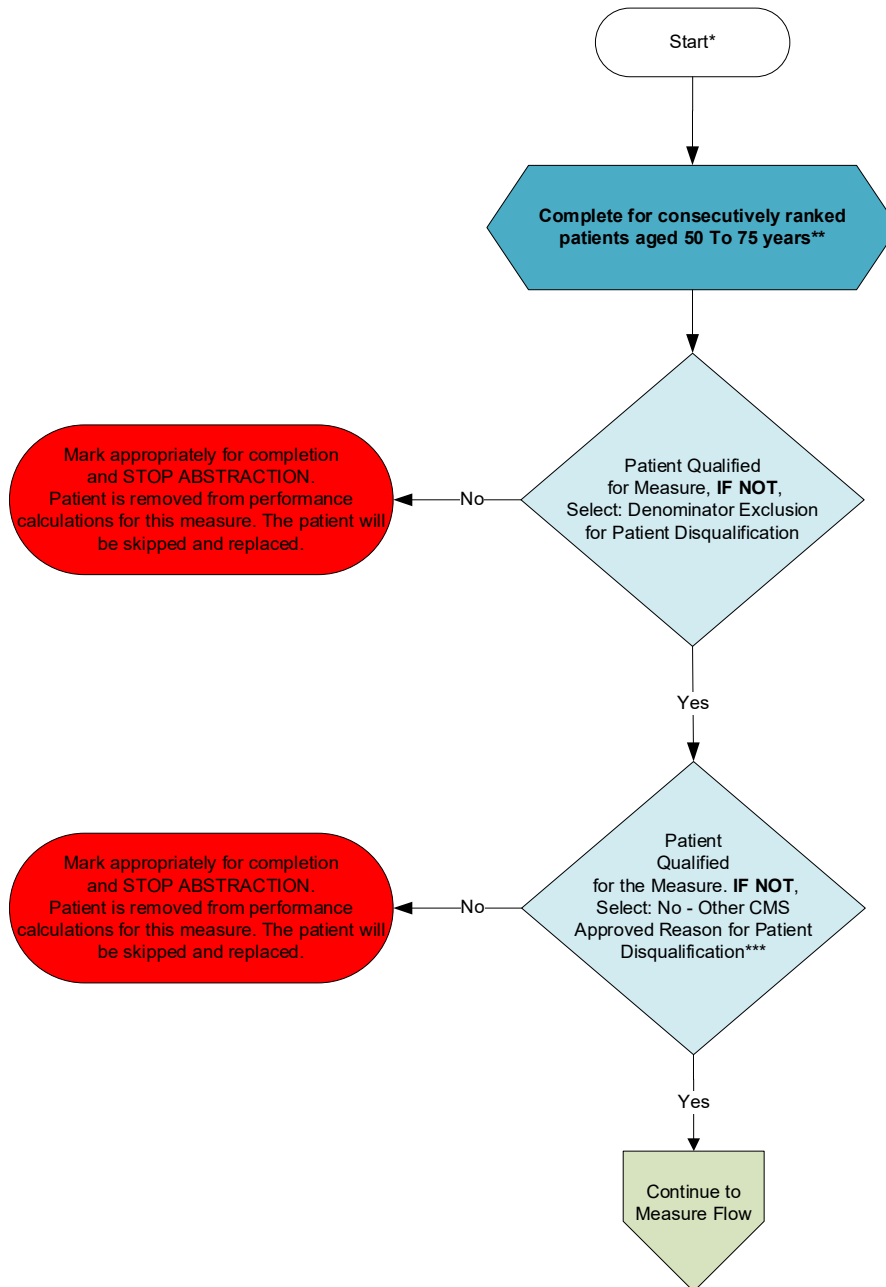 Start*
Complete for consecutively ranked
patients aged 50 To 75 years**
Patient Qualified
for Measure, IF NOT,
Select: Denominator Exclusion
for Patient Disqualification
No
Mark appropriately for completion
and STOP ABSTRACTION.
Patient is removed from performance
calculations for this measure. The patient will
be skipped and replaced.
Yes
Patient
Qualified
for the Measure. IF NOT,
Select: No - Other CMS
Approved Reason for Patient
Disqualification***
No
Mark appropriately for completion
and STOP ABSTRACTION.
Patient is removed from performance
calculations for this measure. The patient will
be skipped and replaced.
Yes
Continue to
Measure Flow